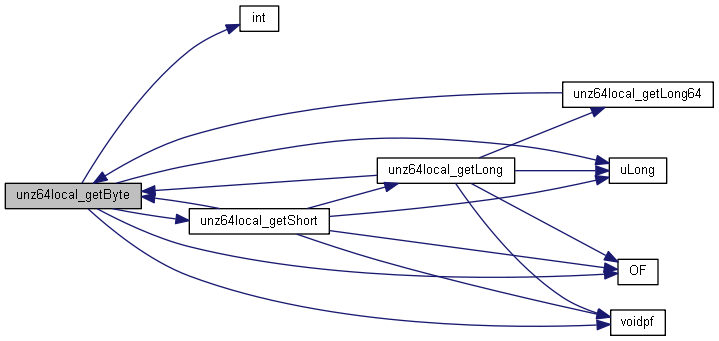 int
unz64local_getLong64
unz64local_getLong
uLong
unz64local_getByte
unz64local_getShort
OF
voidpf